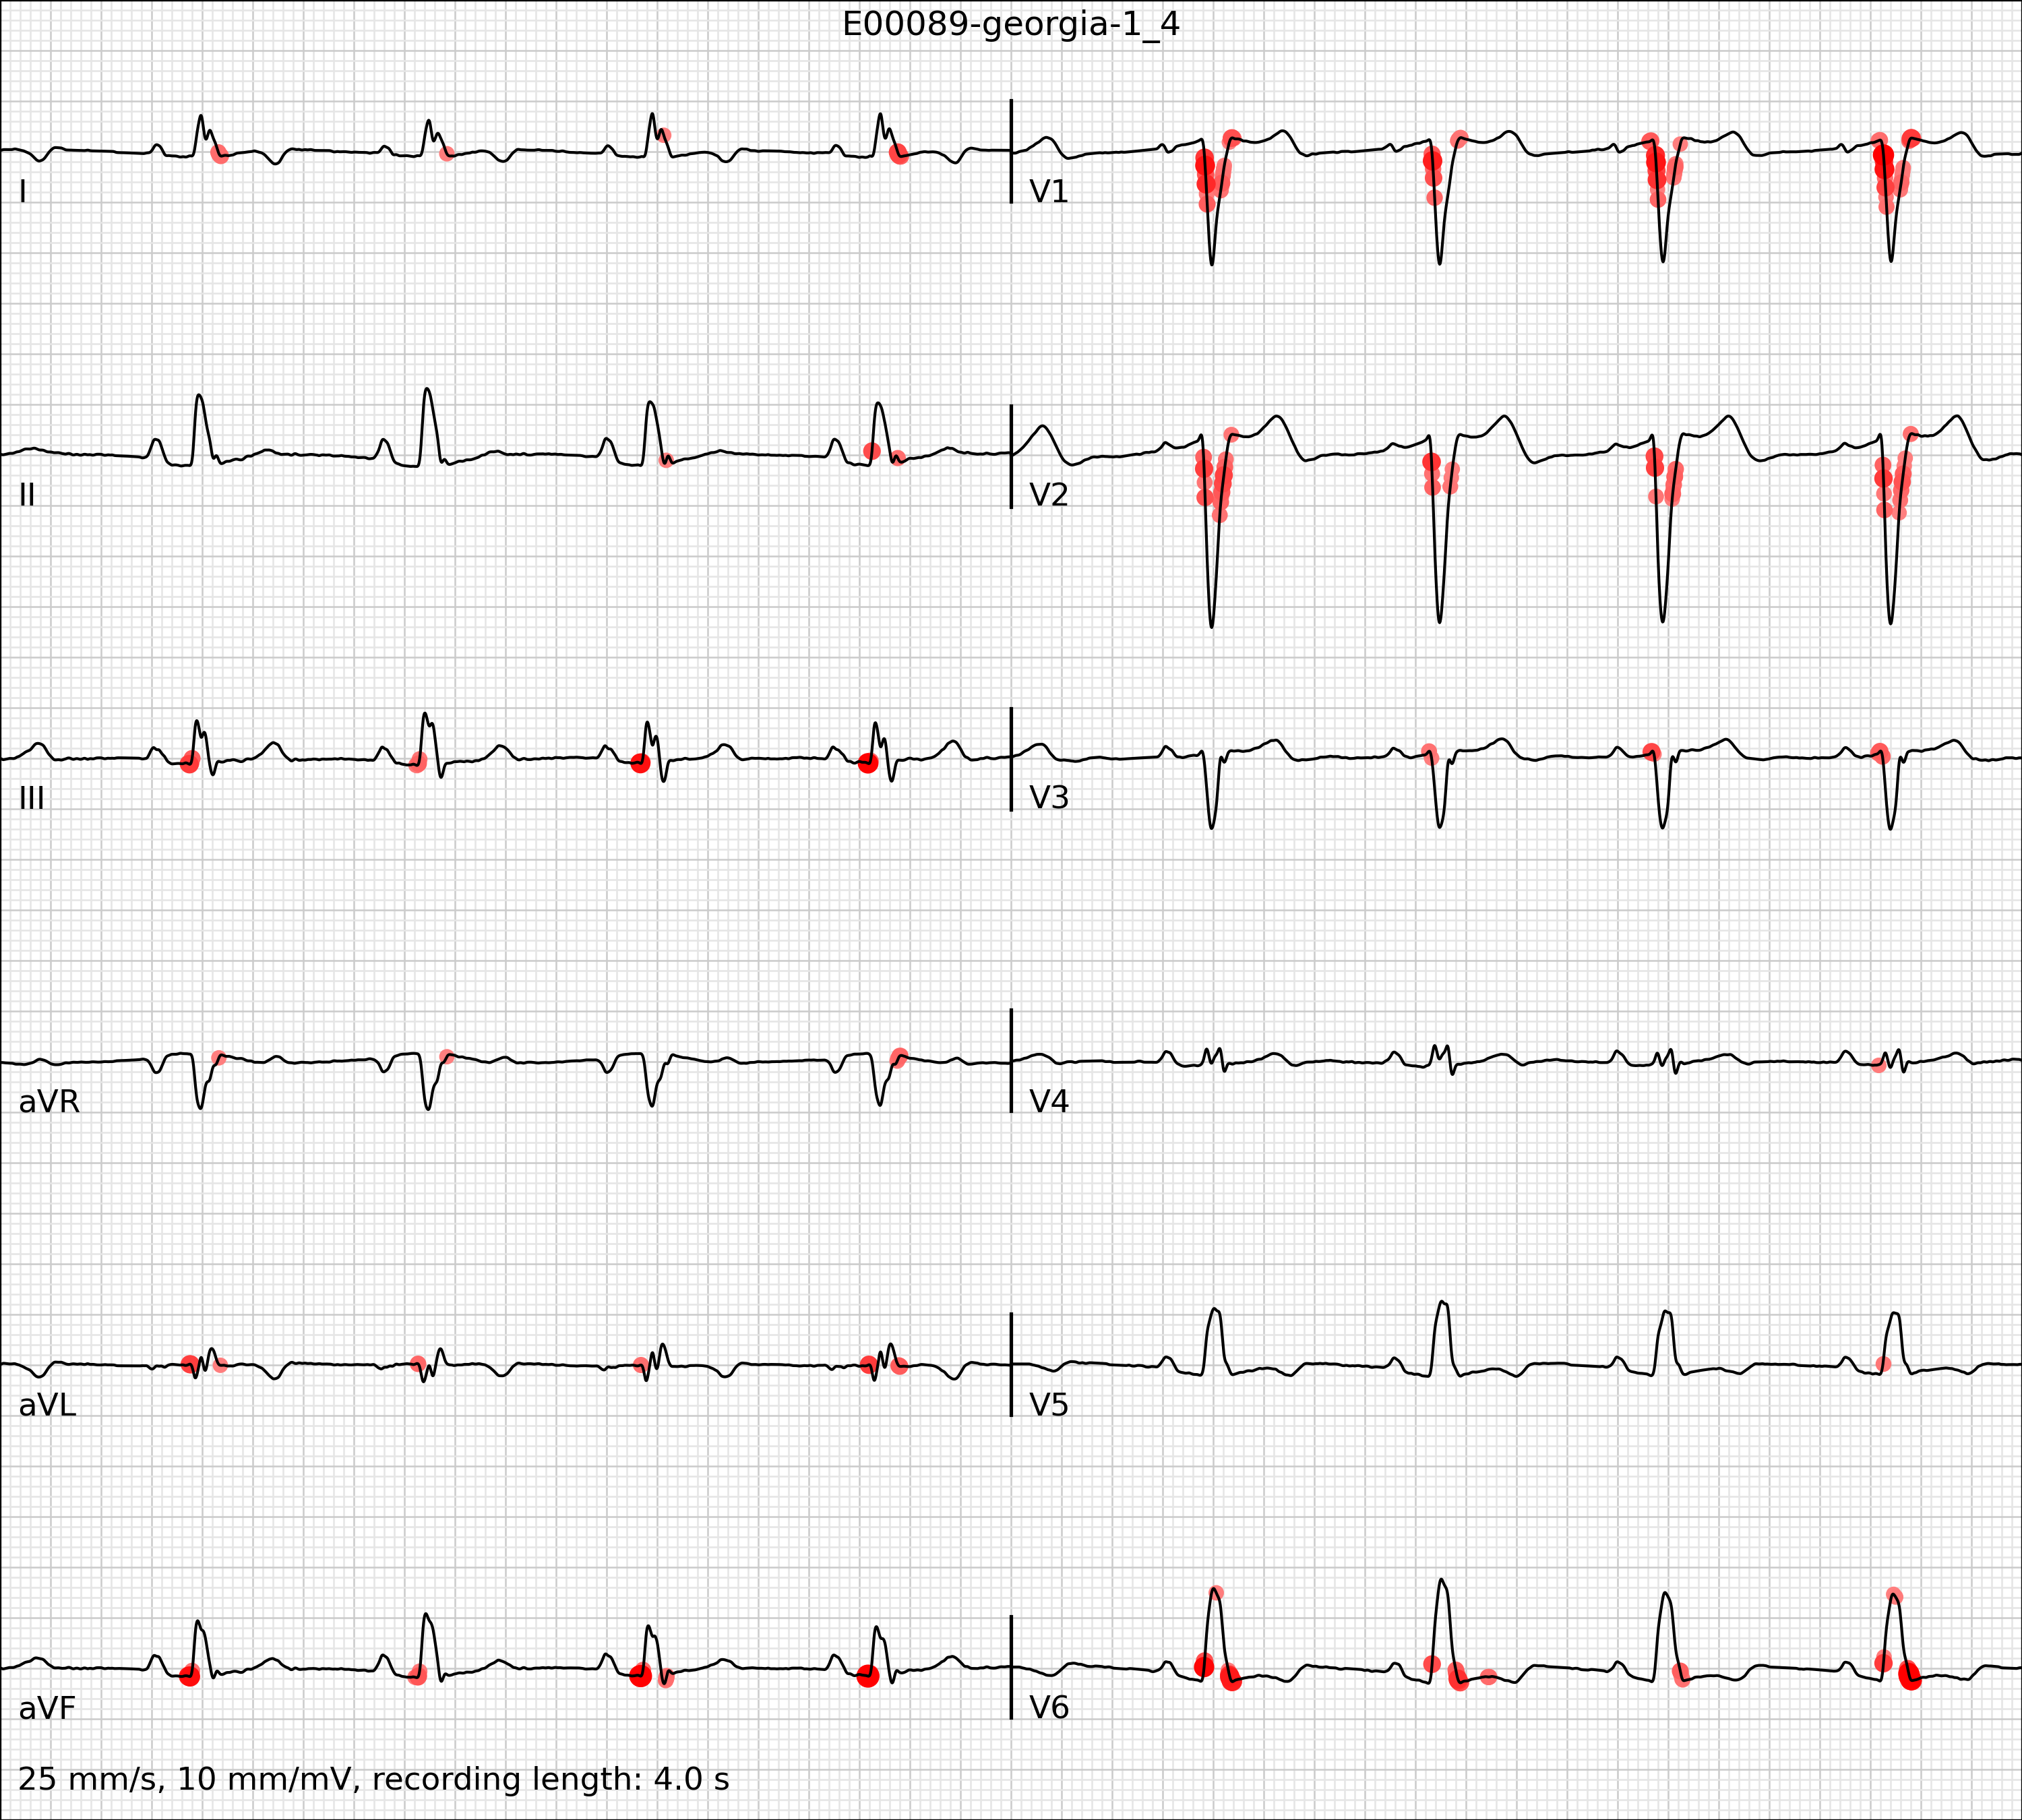 E00089-georgia-1_4
I
V1
II
V2
III
V3
aVR
V4
aVL
V5
aVF
V6
25 mm/s, 10 mm/mV, recording length: 4.0 s